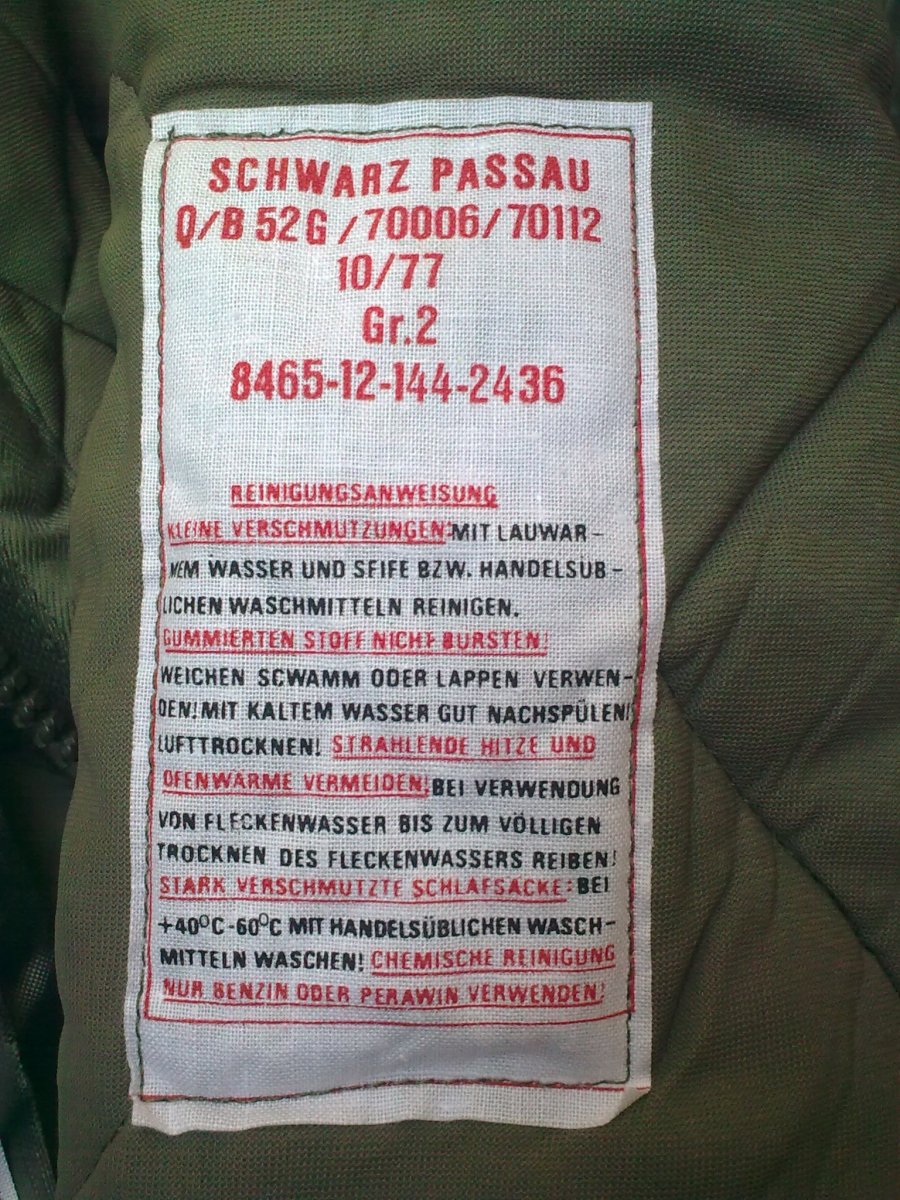 SCHWARZ PASSAU
Q/B 52G /70006/70112
10/77
Gr.2
8465-12-144-2436
REINIGUNGSANWEISUNG
KLEINE VERSCHMUTZUNGEN: MIT LAUWAR-
MEM WASSER UND SEIFE BZW. HANDELSÜB-
LICHEN WASCHMITTELN REINIGEN.
GUMMIERTEN STOFF NICHT BÜRSTEN!
WEICHEN SCWAMM ODER LAPPEN VERWEN-
DEN! MIT KALTEM WASSER GUT NACHSPÜLEN!
LUFTTROCKNEN! STRAHLENDE HITZE UND
OFENWÄRME VERMEIDEN! BEI VERWENDUNG
VON FLECKENWASSER BIS ZUM VÖLLIGEN
TROCKNEN DES FLECKENWASSERS REIBEN!
STARK VERSCHMUTZTE SCHLAFSÄCKE: BEI
+40°C-60°C MIT HANDELSÜBLICHEN WASCH-
MITTELN WASCHEN! CHEMISCHE REINIGUNG
NUR BENZIN ODER PERAWIN VERWENDEN!